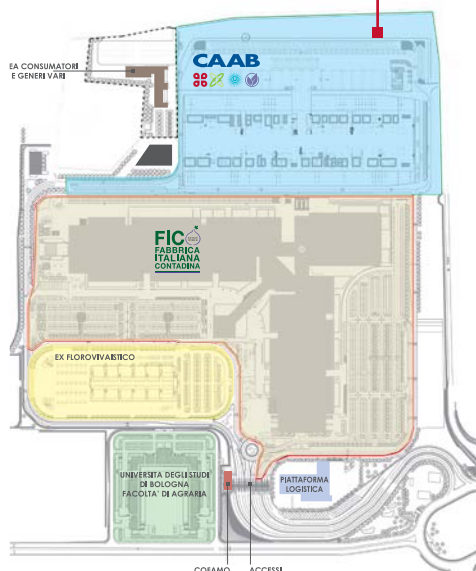 EA CONSUMATORI
E GENERI VARI
CAAB
FICO
FABBRICA
ITALIANA
CONTADINA
EX FLOROVIVAISTICO
UNIVERSITA DEGLI STUDI
DI BOLOGNA
FACOLTA' DI AGRARIA
PIATTAFORMA
LOGISTICA
COFAMO
ACCESSI